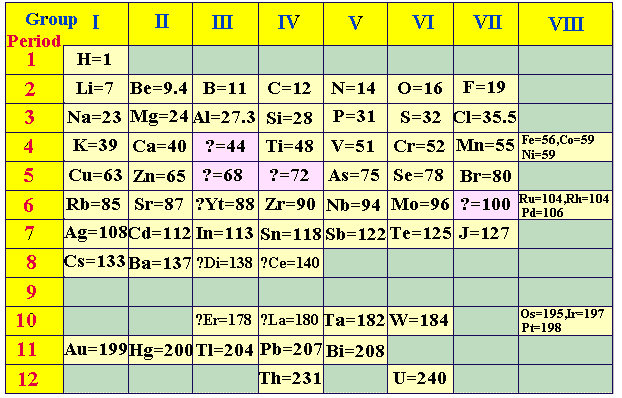 Group I II III IV V VI VII VIII
Period
1 H=1
2 Li=7 Be=9.4 B=11 C=12 N=14 O=16 F=19
3 Na=23 Mg=24 Al=27.3 Si=28 P=31 S=32 Cl=35.5
4 K=39 Ca=40 ?=44 Ti=48 V=51 Cr=52 Mn=55 Fe=56,Co=59
Ni=59
5 Cu=63 Zn=65 ?=68 ?=72 As=75 Se=78 Br=80
6 Rb=85 Sr=87 ?Yt=88 Zr=90 Nb=94 Mo=96 ?=100 Ru=104,Rh=104
Pd=106
7 Ag=108 Cd=112 In=113 Sn=118 Sb=122 Te=125 J=127
8 Cs=133 Ba=137 ?Di=138 ?Ce=140
9
10 ?Er=178 ?La=180 Ta=182 W=184 Os=195,Ir=197
Pt=198
11 Au=199 Hg=200 Tl=204 Pb=207 Bi=208
12 Th=231 U=240